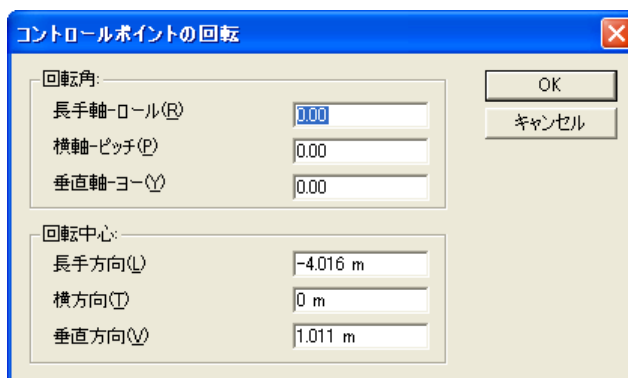 コントロールポイントの回転
回転角:
長手軸-ロール(R) 0.00
横軸-ピッチ(P) 0.00
垂直軸-ヨー(Y) 0.00
OK
キャンセル
回転中心:
長手方向(L) -4.016 m
横方向(T) 0 m
垂直方向(V) 1.011 m